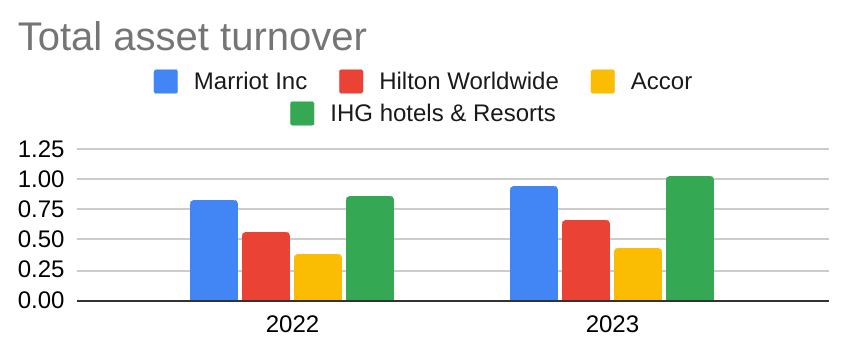 Total asset turnover
Marriot Inc Hilton Worldwide Accor
IHG hotels & Resorts
1.25
1.00
0.75
0.50
0.25
0.00
2022 2023